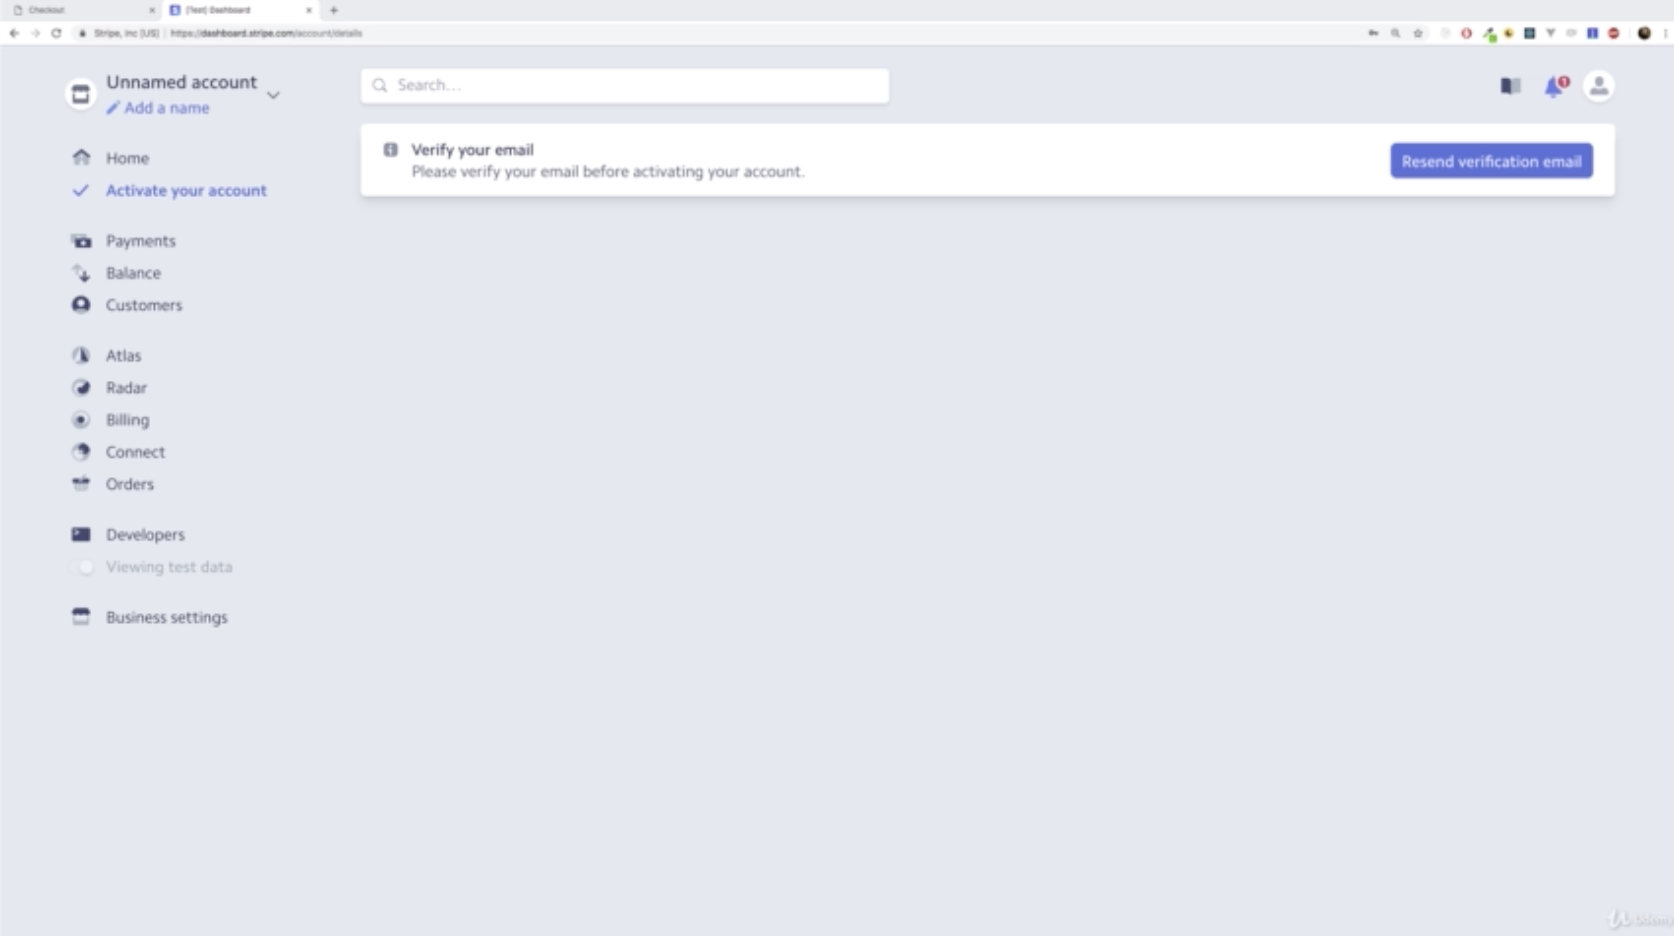 Checkout
[Test] Dashboard
Stripe, Inc [US] | https://dashboard.stripe.com/account/details
Unnamed account
Add a name
Search...
1
Verify your email
Please verify your email before activating your account.
Resend verification email
Home
Activate your account
Payments
Balance
Customers
Atlas
Radar
Billing
Connect
Orders
Developers
Viewing test data
Business settings
Udemy